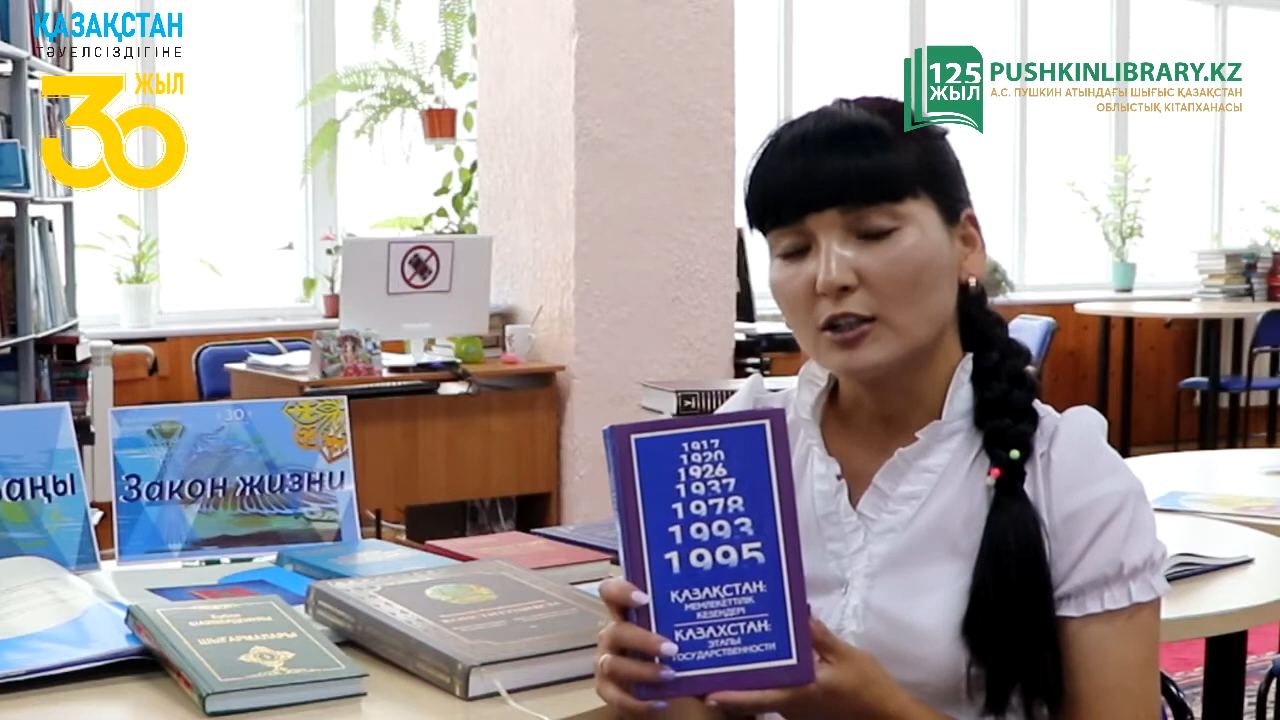 ҚАЗАҚСТАН
ТӘУЕЛСІЗДІГІНЕ
30 ЖЫЛ
125 ЖЫЛ
PUSHKINLIBRARY.KZ
А.С. ПУШКИН АТЫНДАҒЫ ШЫҒЫС ҚАЗАҚСТАН
ОБЛЫСТЫҚ КІТАПХАНАСЫ
30
Закон жизни
1917
1920
1926
1937
1978
1993
1995
ҚАЗАҚСТАН:
МЕМЛЕКЕТТІЛІК
КЕЗЕҢДЕРІ
КАЗАХСТАН:
ЭТАПЫ
ГОСУДАРСТВЕННОСТИ